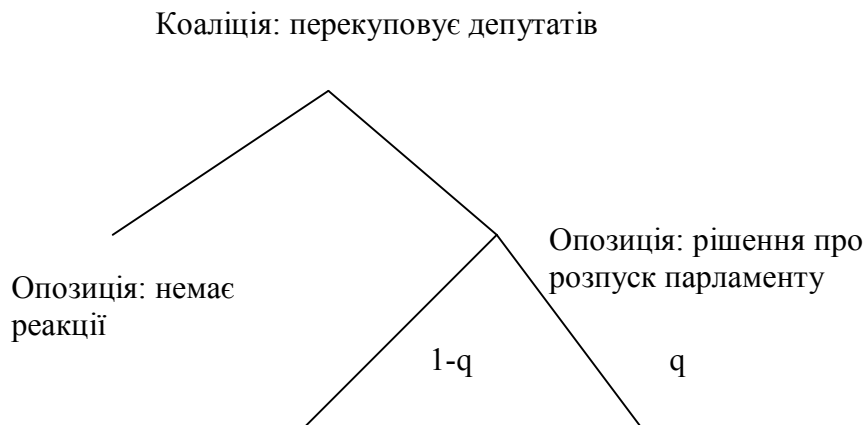 Коаліція: перекуповує депутатів
Опозиція: рішення про
розпуск парламенту
Опозиція: немає
реакції
1-q
q